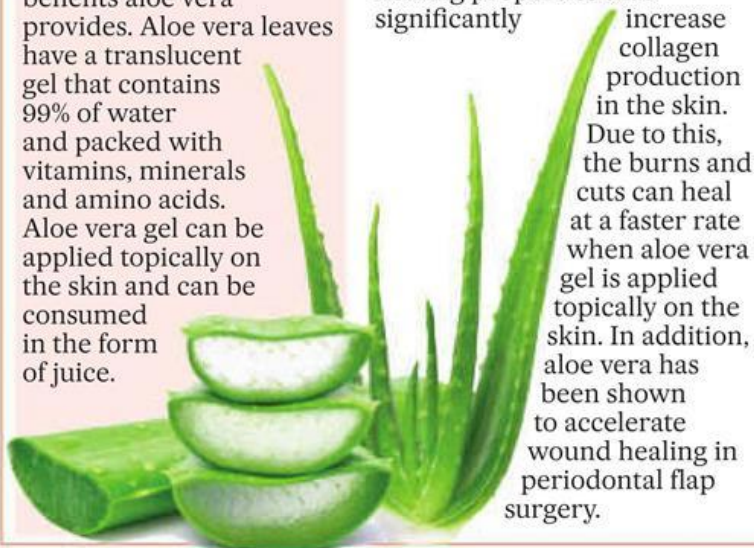 benefits aloe vera
provides. Aloe vera leaves
have a translucent
gel that contains
99% of water
and packed with
vitamins, minerals
and amino acids.
Aloe vera gel can be
applied topically on
the skin and can be
consumed
in the form
of juice.
significantly increase
collagen
production
in the skin.
Due to this,
the burns and
cuts can heal
at a faster rate
when aloe vera
gel is applied
topically on the
skin. In addition,
aloe vera has
been shown
to accelerate
wound healing in
periodontal flap
surgery.